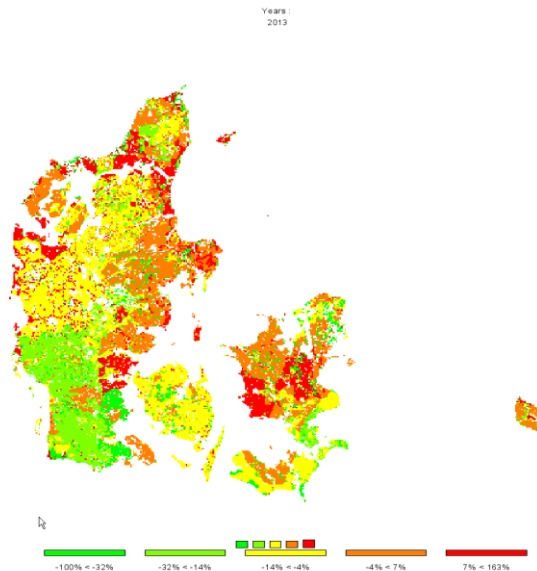 Years :
2013
-100% < -32%
-32% < -14%
-14% < -4%
-4% < 7%
7% < 163%